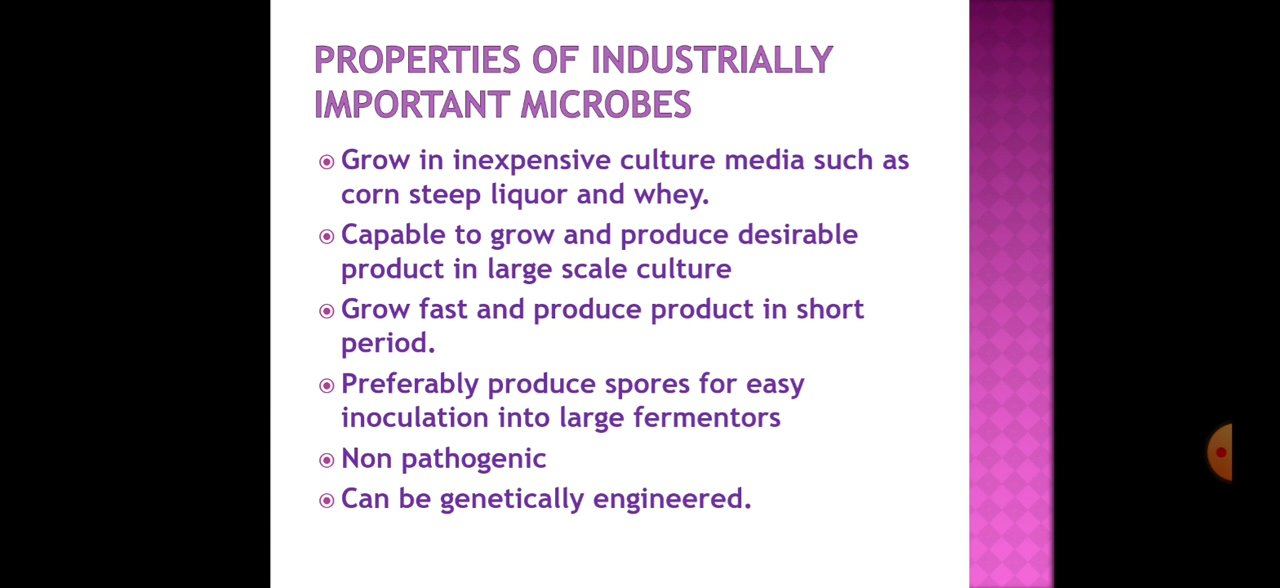 PROPERTIES OF INDUSTRIALLY
IMPORTANT MICROBES
Grow in inexpensive culture media such as
corn steep liquor and whey.
Capable to grow and produce desirable
product in large scale culture
Grow fast and produce product in short
period.
Preferably produce spores for easy
inoculation into large fermentors
Non pathogenic
Can be genetically engineered.